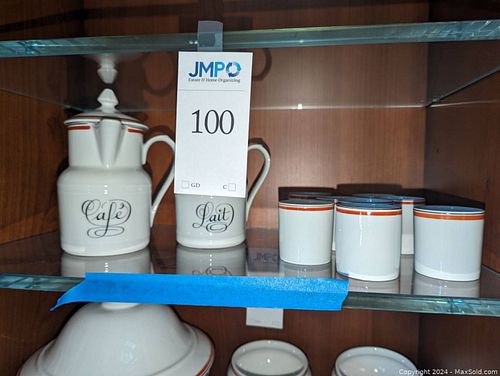 JMPO
Estate & Home Organizing
100
GD C
Café
Lait
Copyright 2024 - MaxSold.com